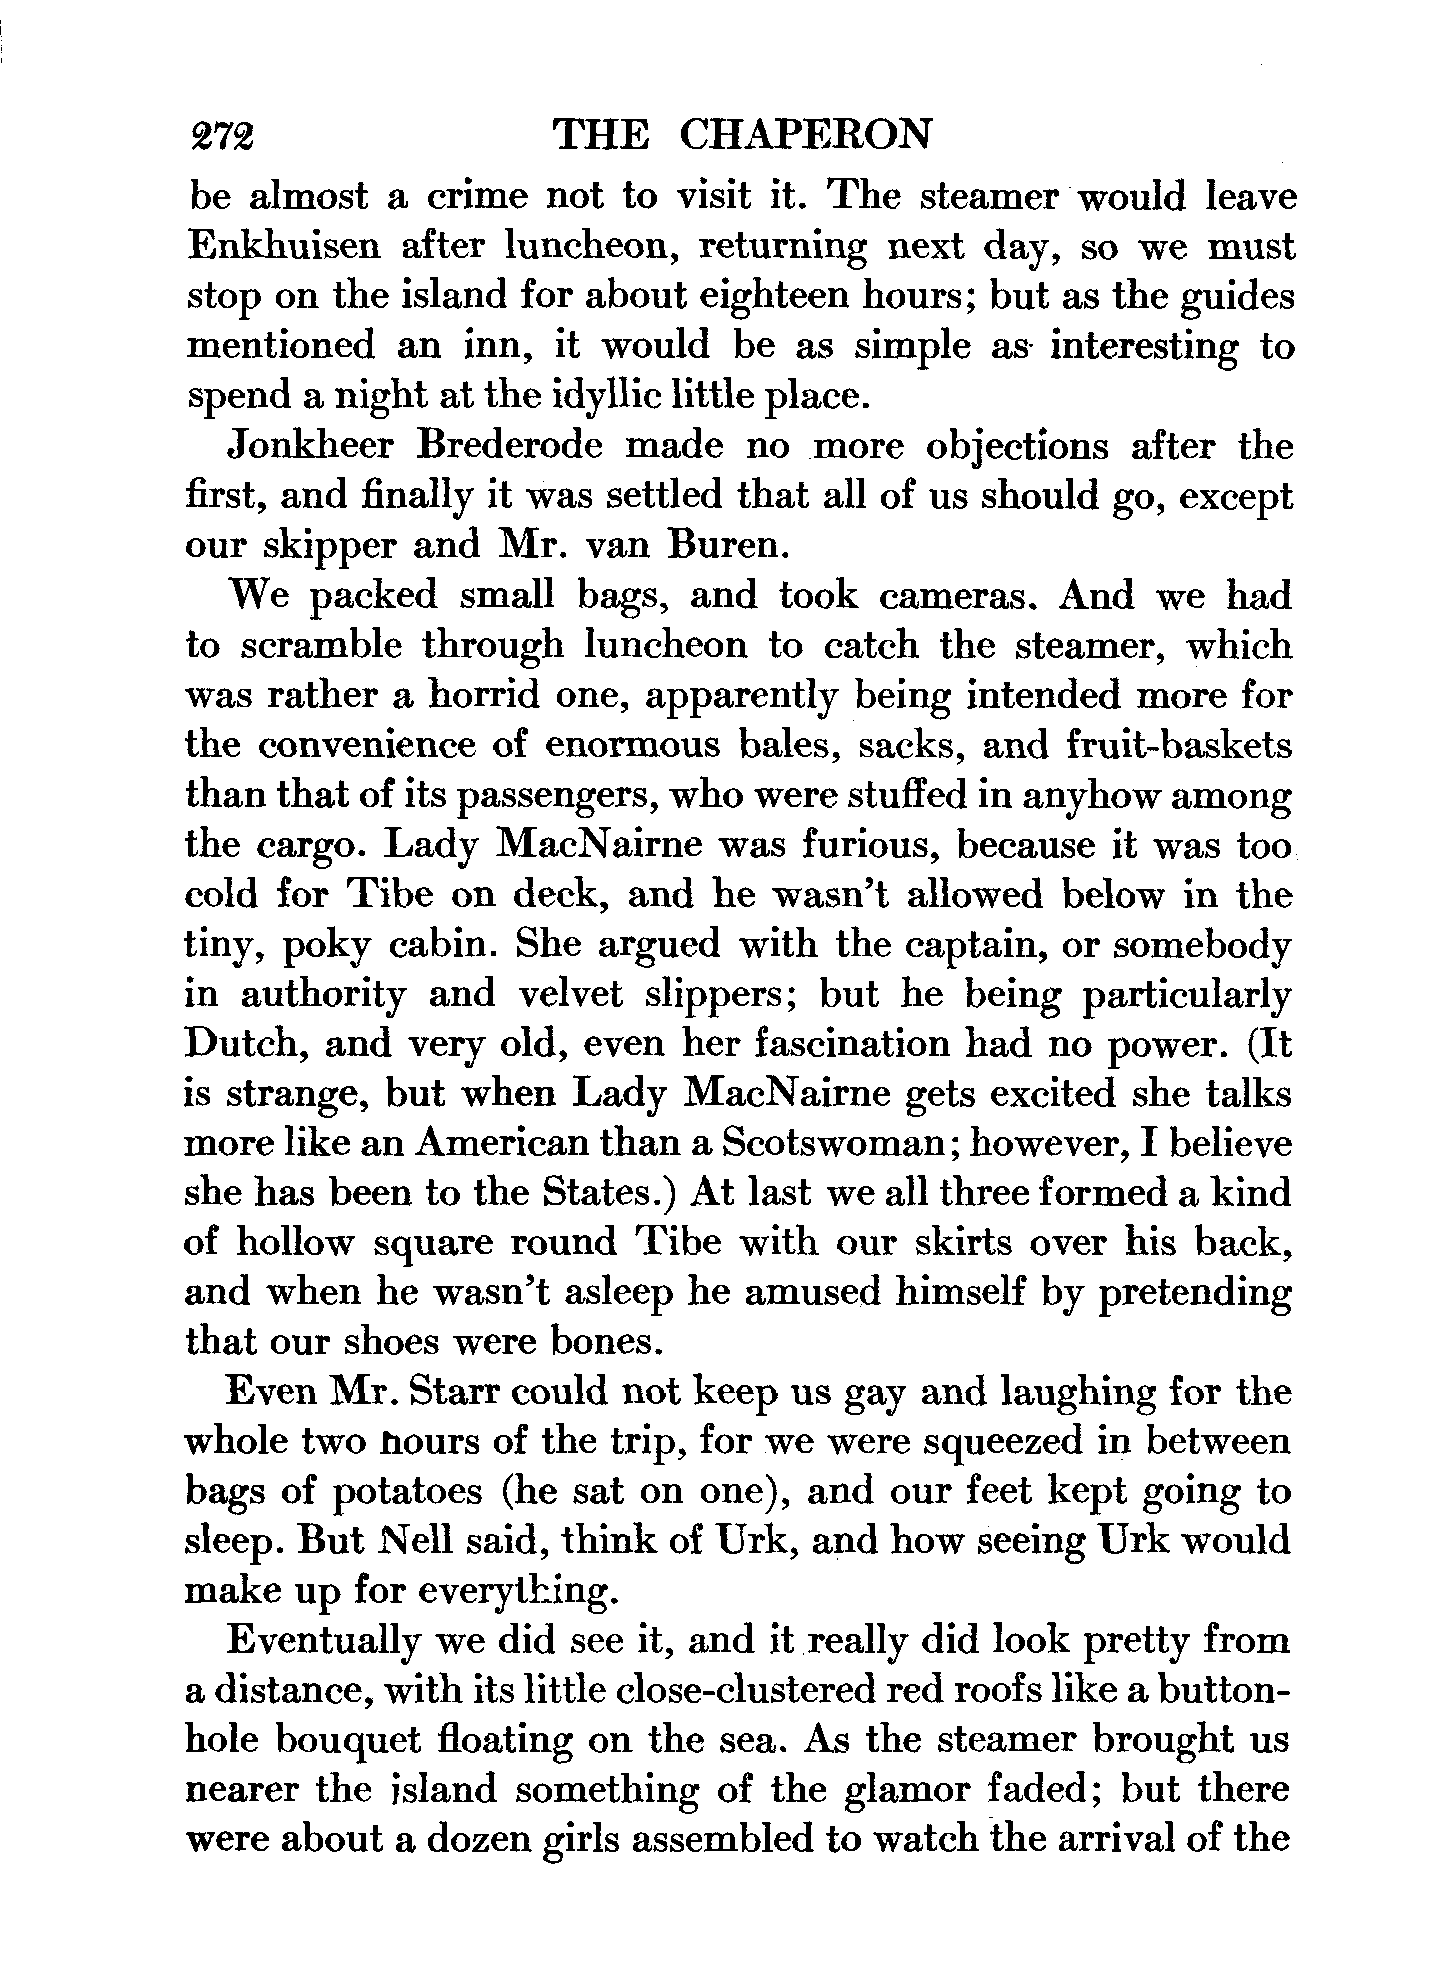 272 THE CHAPERON
be almost a crime not to visit it. The steamer would leave
Enkhuisen after luncheon, returning next day, so we must
stop on the island for about eighteen hours; but as the guides
mentioned an inn, it would be as simple as interesting to
spend a night at the idyllic little place.
Jonkheer Brederode made no more objections after the
first, and finally it was settled that all of us should go, except
our skipper and Mr. van Buren.
We packed small bags, and took cameras. And we had
to scramble through luncheon to catch the steamer, which
was rather a horrid one, apparently being intended more for
the convenience of enormous bales, sacks, and fruit-baskets
than that of its passengers, who were stuffed in anyhow among
the cargo. Lady MacNairne was furious, because it was too
cold for Tibe on deck, and he wasn't allowed below in the
tiny, poky cabin. She argued with the captain, or somebody
in authority and velvet slippers; but he being particularly
Dutch, and very old, even her fascination had no power. (It
is strange, but when Lady MacNairne gets excited she talks
more like an American than a Scotswoman; however, I believe
she has been to the States.) At last we all three formed a kind
of hollow square round Tibe with our skirts over his back,
and when he wasn't asleep he amused himself by pretending
that our shoes were bones.
Even Mr. Starr could not keep us gay and laughing for the
whole two hours of the trip, for we were squeezed in between
bags of potatoes (he sat on one), and our feet kept going to
sleep. But Nell said, think of Urk, and how seeing Urk would
make up for everything.
Eventually we did see it, and it really did look pretty from
a distance, with its little close-clustered red roofs like a button-
hole bouquet floating on the sea. As the steamer brought us
nearer the island something of the glamor faded; but there
were about a dozen girls assembled to watch the arrival of the